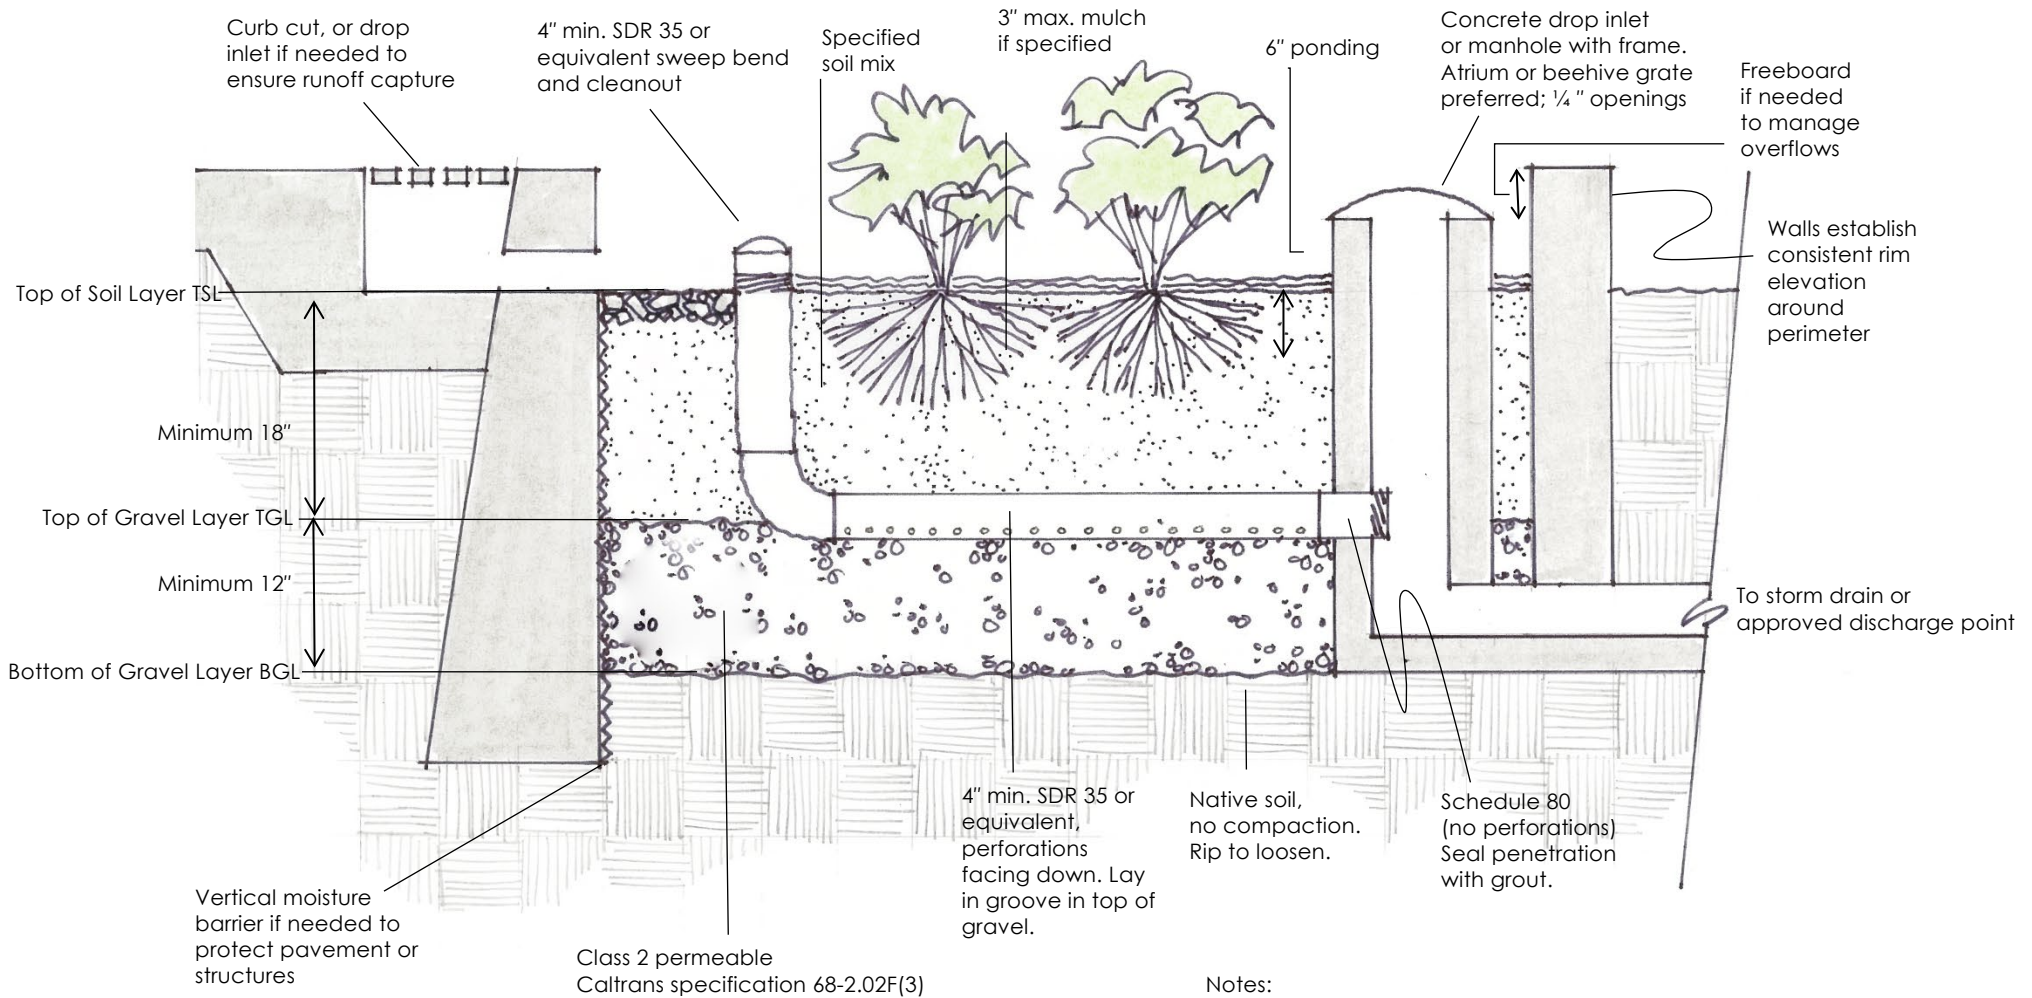 Curb cut, or drop
inlet if needed to
ensure runoff capture
4" min. SDR 35 or
equivalent sweep bend
and cleanout
Specified
soil mix
3" max. mulch
if specified
6" ponding
Concrete drop inlet
or manhole with frame.
Atrium or beehive grate
preferred; ¼ " openings
Freeboard
if needed
to manage
overflows
Walls establish
consistent rim
elevation
around
perimeter
Top of Soil Layer TSL
Minimum 18"
Top of Gravel Layer TGL
Minimum 12"
Bottom of Gravel Layer BGL
To storm drain or
approved discharge point
Vertical moisture
barrier if needed to
protect pavement or
structures
Class 2 permeable
Caltrans specification 68-2.02F(3)
4" min. SDR 35 or
equivalent,
perforations
facing down. Lay
in groove in top of
gravel.
Native soil,
no compaction.
Rip to loosen.
Schedule 80
(no perforations)
Seal penetration
with grout.
Notes: